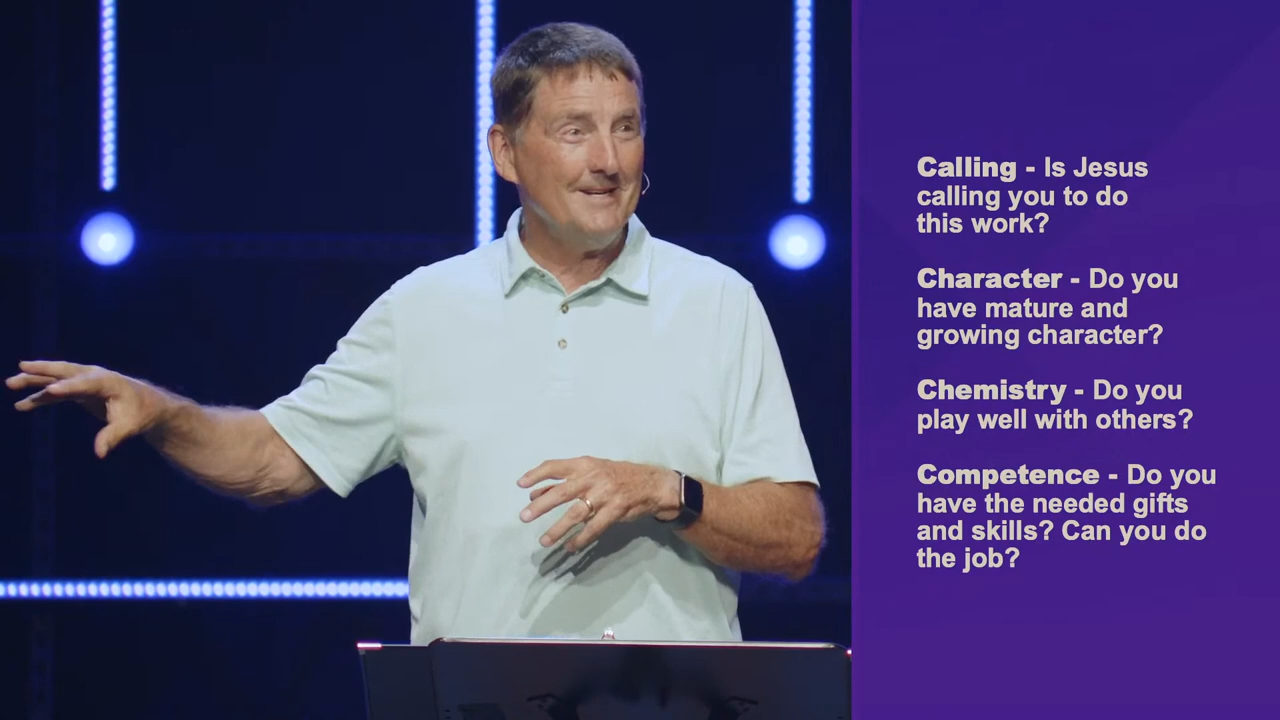 Calling - Is Jesus
calling you to do
this work?
Character - Do you
have mature and
growing character?
Chemistry - Do you
play well with others?
Competence - Do you
have the needed gifts
and skills? Can you do
the job?